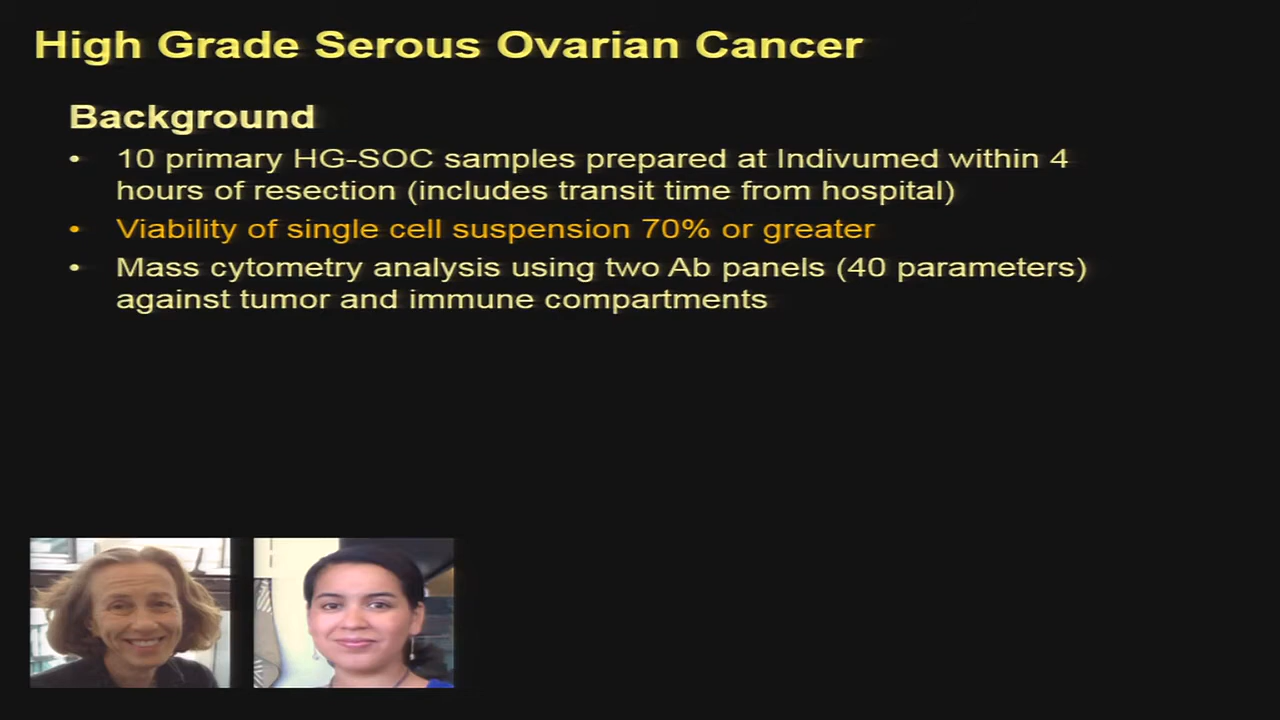 High Grade Serous Ovarian Cancer
Background
• 10 primary HG-SOC samples prepared at Indivumed within 4
hours of resection (includes transit time from hospital)
• Viability of single cell suspension 70% or greater
• Mass cytometry analysis using two Ab panels (40 parameters)
against tumor and immune compartments